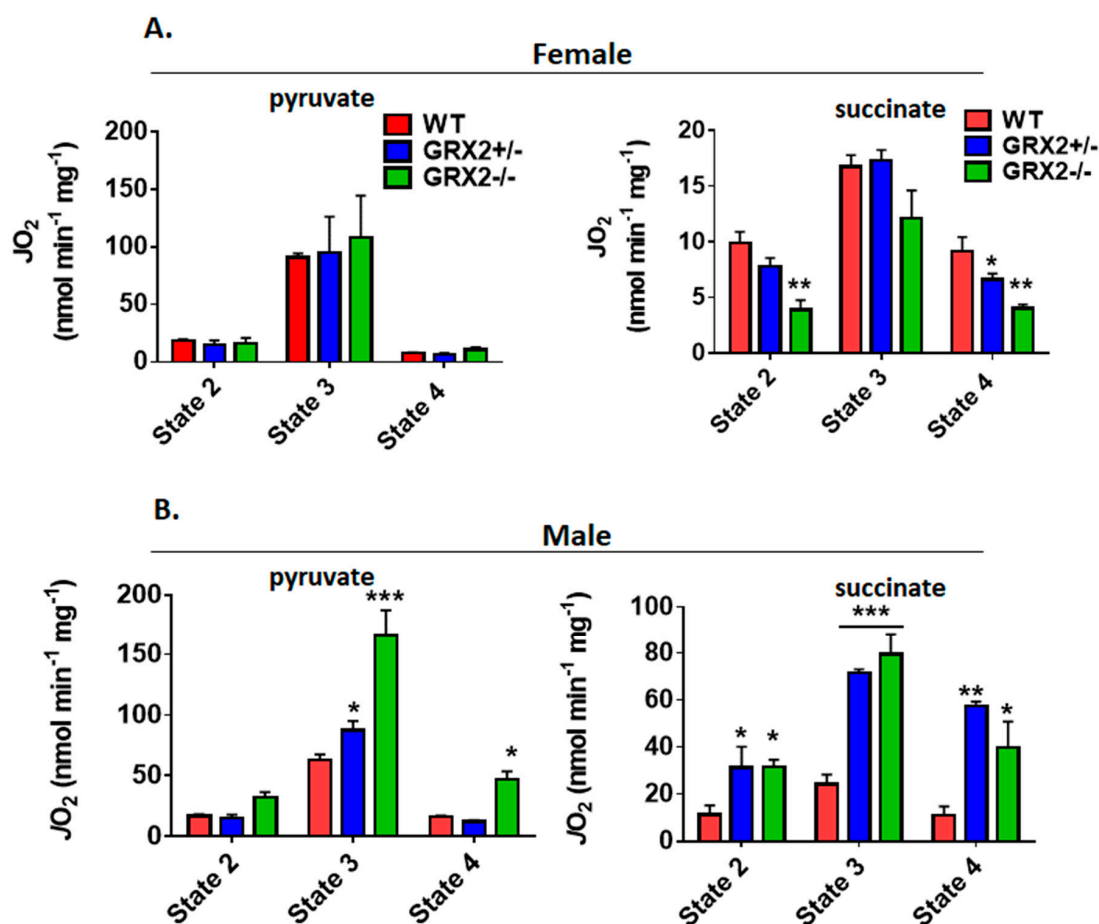 A.
Female
pyruvate
WT
GRX2+/-
GRX2-/-
JO₂
(nmol min⁻¹ mg⁻¹)
200
150
100
50
0
State 2
State 3
State 4
succinate
WT
GRX2+/-
GRX2-/-
JO₂
(nmol min⁻¹ mg⁻¹)
20
15
10
5
0
**
*
**
State 2
State 3
State 4
B.
Male
pyruvate
JO₂ (nmol min⁻¹ mg⁻¹)
200
150
100
50
0
*
***
*
State 2
State 3
State 4
succinate
JO₂ (nmol min⁻¹ mg⁻¹)
100
80
60
40
20
0
*
*
***
**
*
State 2
State 3
State 4